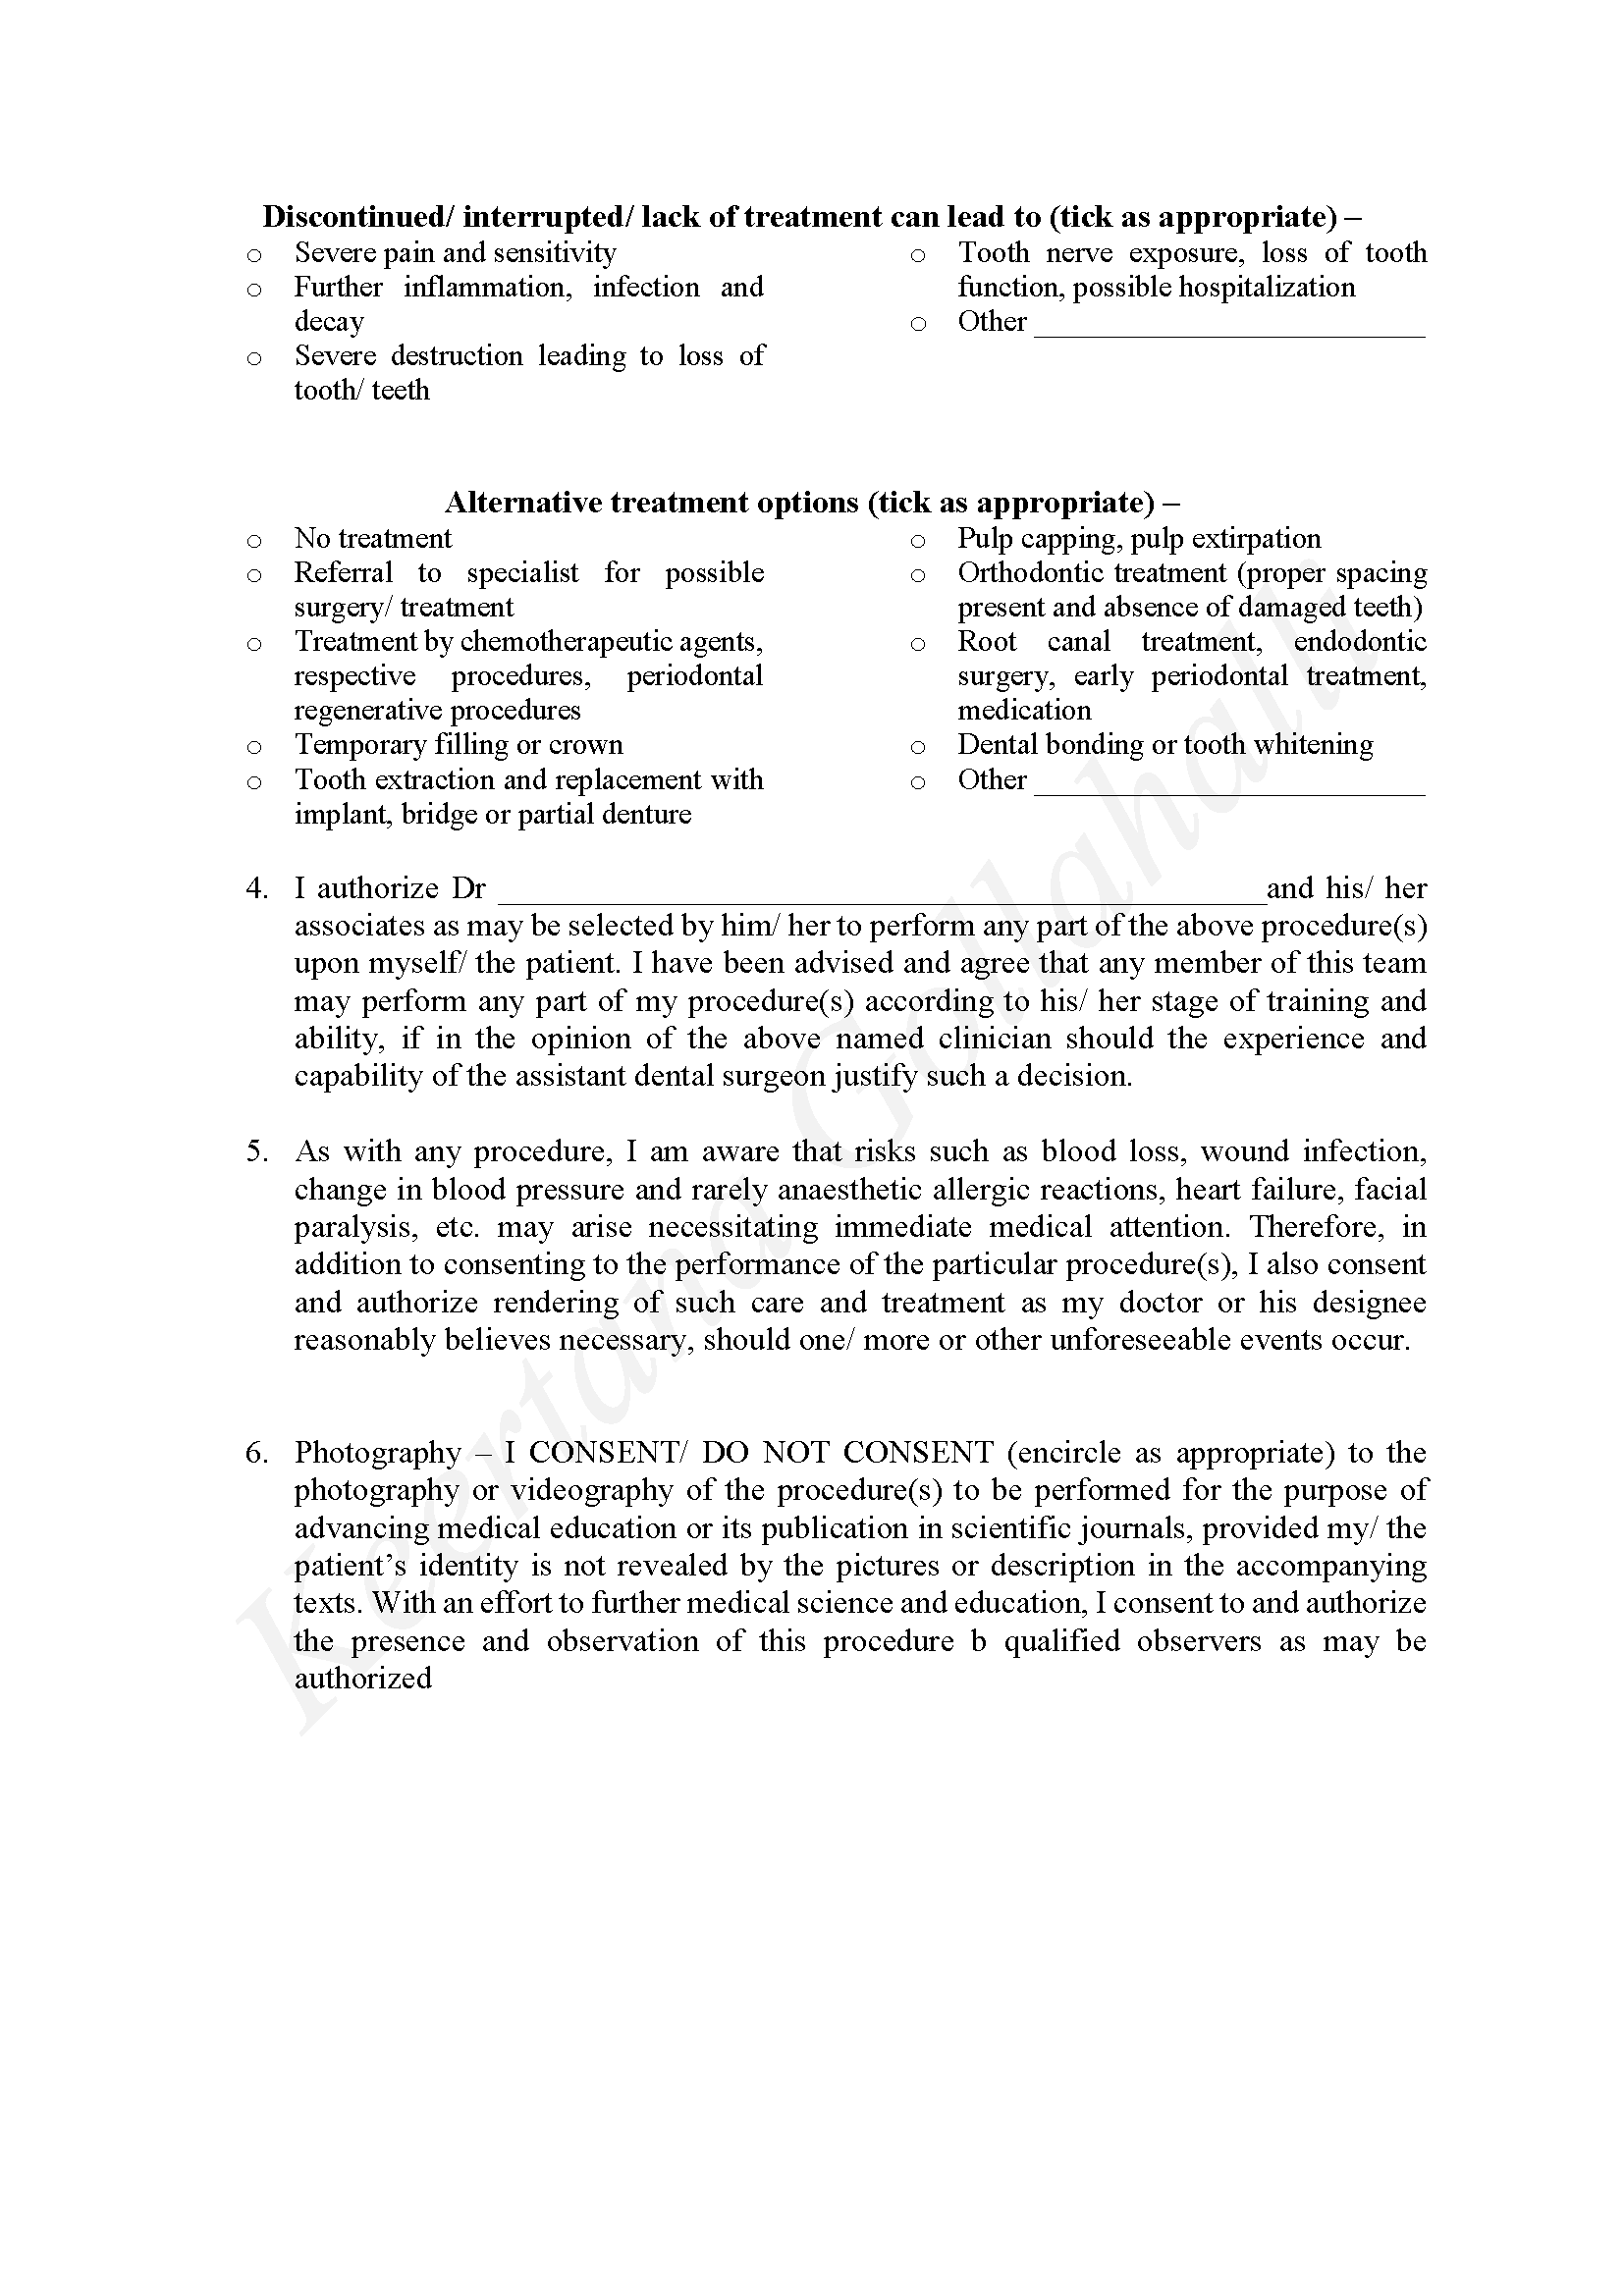 Discontinued/ interrupted/ lack of treatment can lead to (tick as appropriate) –
o Severe pain and sensitivity
o Further inflammation, infection and
decay
o Severe destruction leading to loss of
tooth/ teeth
o Tooth nerve exposure, loss of tooth
function, possible hospitalization
o Other ____________________
Alternative treatment options (tick as appropriate) –
o No treatment
o Referral to specialist for possible
surgery/ treatment
o Treatment by chemotherapeutic agents,
respective procedures, periodontal
regenerative procedures
o Temporary filling or crown
o Tooth extraction and replacement with
implant, bridge or partial denture
o Pulp capping, pulp extirpation
o Orthodontic treatment (proper spacing
present and absence of damaged teeth)
o Root canal treatment, endodontic
surgery, early periodontal treatment,
medication
o Dental bonding or tooth whitening
o Other ____________________
4. I authorize Dr ________________________________________and his/ her
associates as may be selected by him/ her to perform any part of the above procedure(s)
upon myself/ the patient. I have been advised and agree that any member of this team
may perform any part of my procedure(s) according to his/ her stage of training and
ability, if in the opinion of the above named clinician should the experience and
capability of the assistant dental surgeon justify such a decision.
5. As with any procedure, I am aware that risks such as blood loss, wound infection,
change in blood pressure and rarely anaesthetic allergic reactions, heart failure, facial
paralysis, etc. may arise necessitating immediate medical attention. Therefore, in
addition to consenting to the performance of the particular procedure(s), I also consent
and authorize rendering of such care and treatment as my doctor or his designee
reasonably believes necessary, should one/ more or other unforeseeable events occur.
6. Photography – I CONSENT/ DO NOT CONSENT (encircle as appropriate) to the
photography or videography of the procedure(s) to be performed for the purpose of
advancing medical education or its publication in scientific journals, provided my/ the
patient’s identity is not revealed by the pictures or description in the accompanying
texts. With an effort to further medical science and education, I consent to and authorize
the presence and observation of this procedure b qualified observers as may be
authorized
Keertana Gollahalli